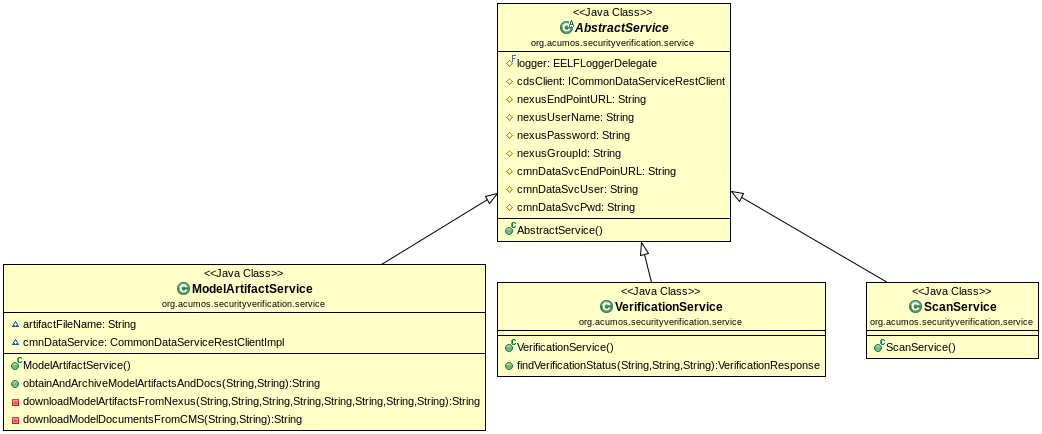 <<Java Class>>
AbstractService
org.acumos.securityverification.service
logger: EELFLoggerDelegate
cdsClient: ICommonDataServiceRestClient
nexusEndPointURL: String
nexusUserName: String
nexusPassword: String
nexusGroupId: String
cmnDataSvcEndPoinURL: String
cmnDataSvcUser: String
cmnDataSvcPwd: String
AbstractService()
<<Java Class>>
ModelArtifactService
org.acumos.securityverification.service
artifactFileName: String
cmnDataService: CommonDataServiceRestClientImpl
ModelArtifactService()
obtainAndArchiveModelArtifactsAndDocs(String,String):String
downloadModelArtifactsFromNexus(String,String,String,String,String,String,String,String):String
downloadModelDocumentsFromCMS(String,String):String
<<Java Class>>
VerificationService
org.acumos.securityverification.service
VerificationService()
findVerificationStatus(String,String,String):VerificationResponse
<<Java Class>>
ScanService
org.acumos.securityverification.service
ScanService()